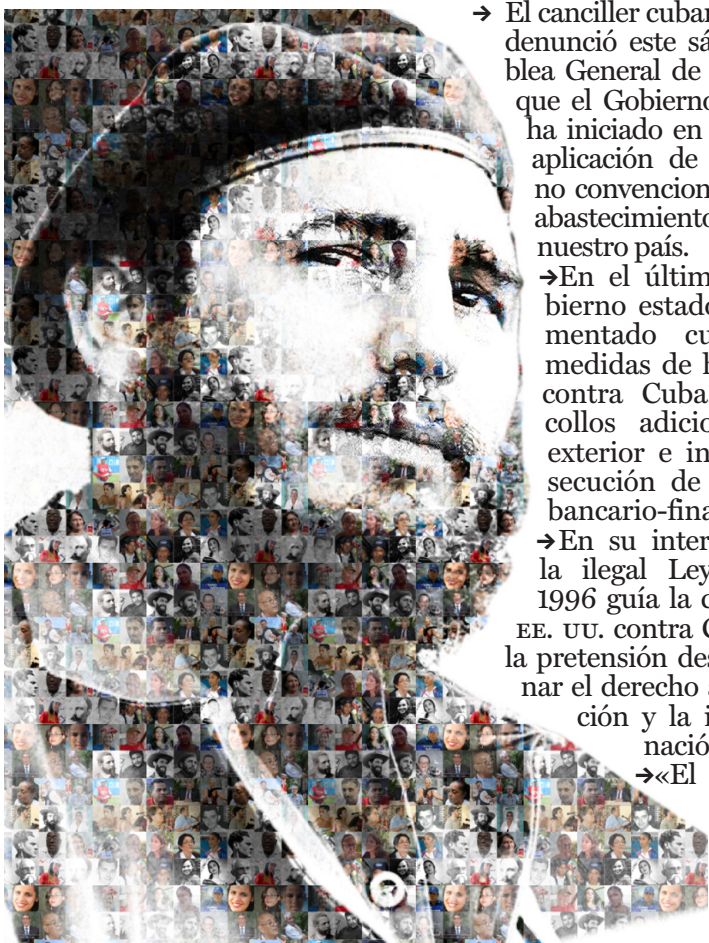 → El canciller cubar
denunció este sá
blea General de
que el Gobierno
ha iniciado en
aplicación de
no convencion
abastecimiento
nuestro país.
→En el últim
bierno estado
mentado cu
medidas de b
contra Cuba
collos adicio
exterior e in
secución de
bancario-fina
→En su inter
la ilegal Ley
1996 guía la c
EE. UU. contra C
la pretensión des
nar el derecho a
ción y la i
nació
→«El